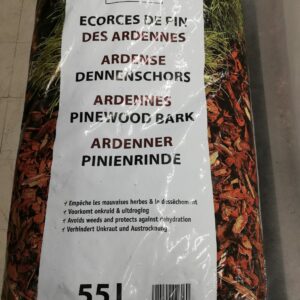 ECORCES DE PIN
DES ARDENNES
ARDENSE
DENNENSCHORS
ARDENNES
PINEWOOD BARK
ARDENNER
PINIENRINDE
• Empêche les mauvaises herbes & le dessèchement
• Voorkomt onkruid & uitdroging
• Avoids weeds and protects against dehydration
• Verhindert Unkraut und Austrocknung
55L